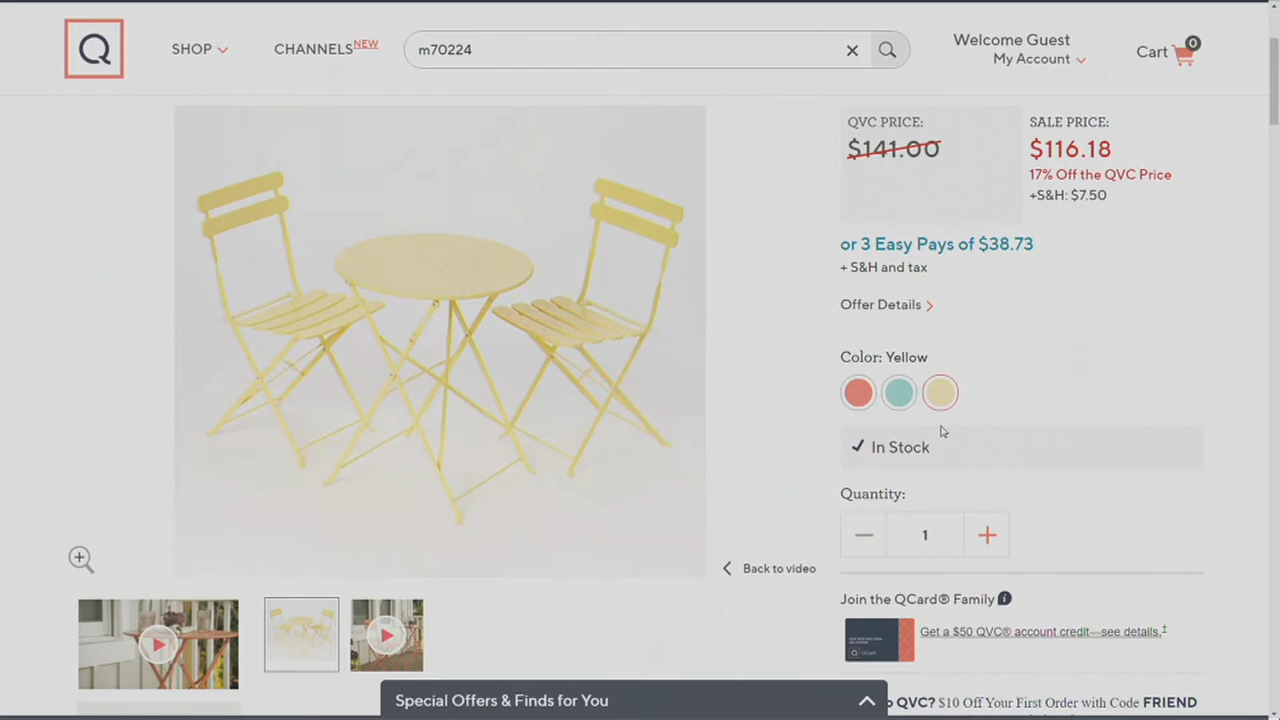 Q
SHOP
CHANNELS NEW
m70224
Welcome Guest
My Account
Cart 0
QVC PRICE:
$141.00
SALE PRICE:
$116.18
17% Off the QVC Price
+S&H: $7.50
or 3 Easy Pays of $38.73
+ S&H and tax
Offer Details
Color: Yellow
In Stock
Quantity:
1
Back to video
Join the QCard® Family
Get a $50 QVC® account credit—see details.‡
Special Offers & Finds for You
QVC? $10 Off Your First Order with Code FRIEND